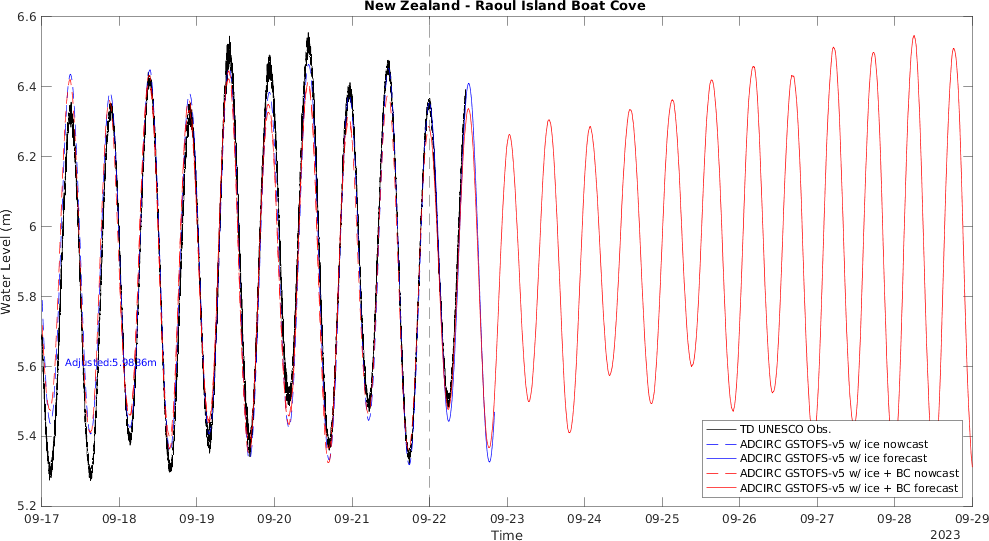 New Zealand - Raoul Island Boat Cove
6.6
6.4
6.2
6
5.8
5.6
5.4
5.2
Water Level (m)
Adjusted:5.9886m
TD UNESCO Obs.
ADCIRC GSTOFS-v5 w/ ice nowcast
ADCIRC GSTOFS-v5 w/ ice forecast
ADCIRC GSTOFS-v5 w/ ice + BC nowcast
ADCIRC GSTOFS-v5 w/ ice + BC forecast
09-17 09-18 09-19 09-20 09-21 09-22 09-23 09-24 09-25 09-26 09-27 09-28 09-29
Time
2023